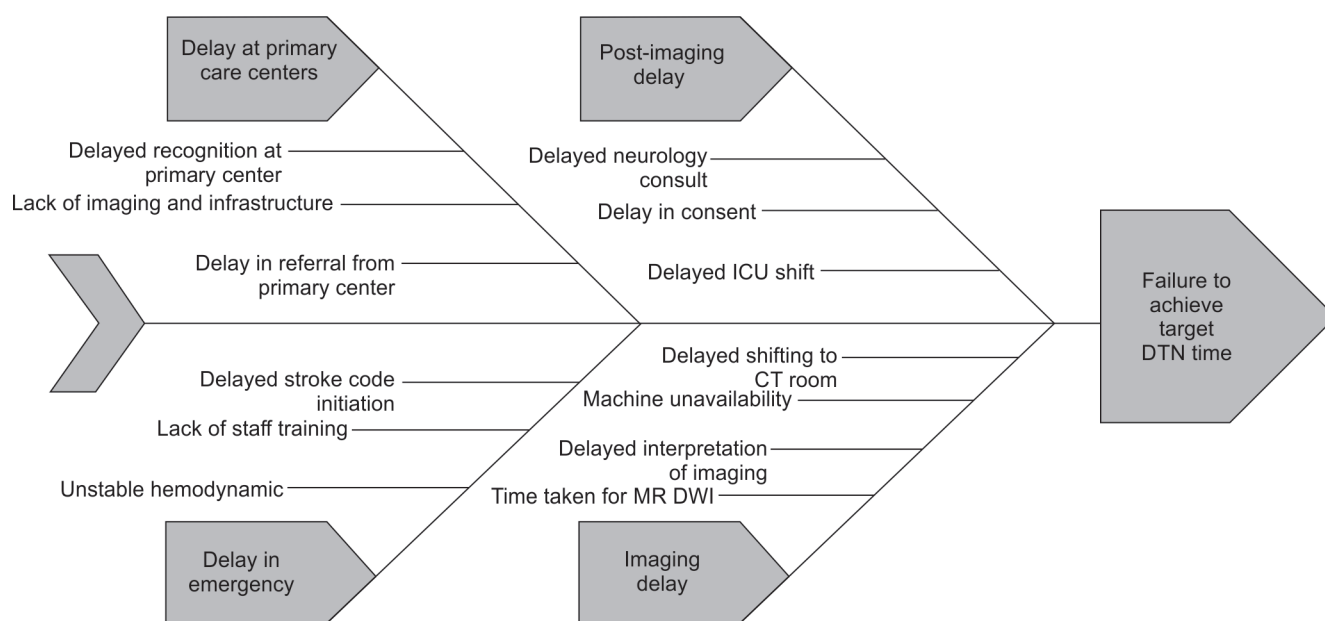 Delay at primary
care centers
Post-imaging
delay
Delayed recognition at
primary center
Lack of imaging and infrastructure
Delay in referral from
primary center
Delayed neurology
consult
Delay in consent
Delayed ICU shift
Failure to
achieve
target
DTN time
Delayed stroke code
initiation
Lack of staff training
Unstable hemodynamic
Delayed shifting to
CT room
Machine unavailability
Delayed interpretation
of imaging
Time taken for MR DWI
Delay in
emergency
Imaging
delay